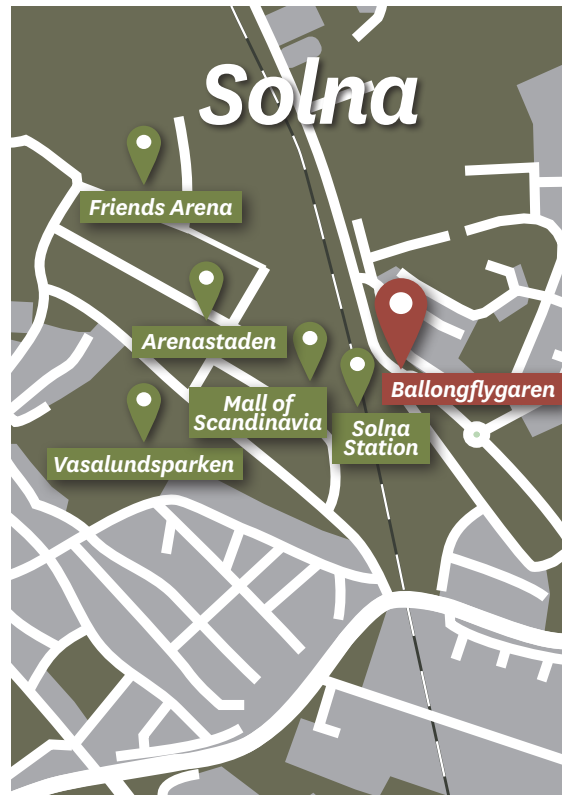 Solna
Friends Arena
Arenastaden
Mall of
Scandinavia
Ballongflygaren
Solna
Station
Vasalundsparken